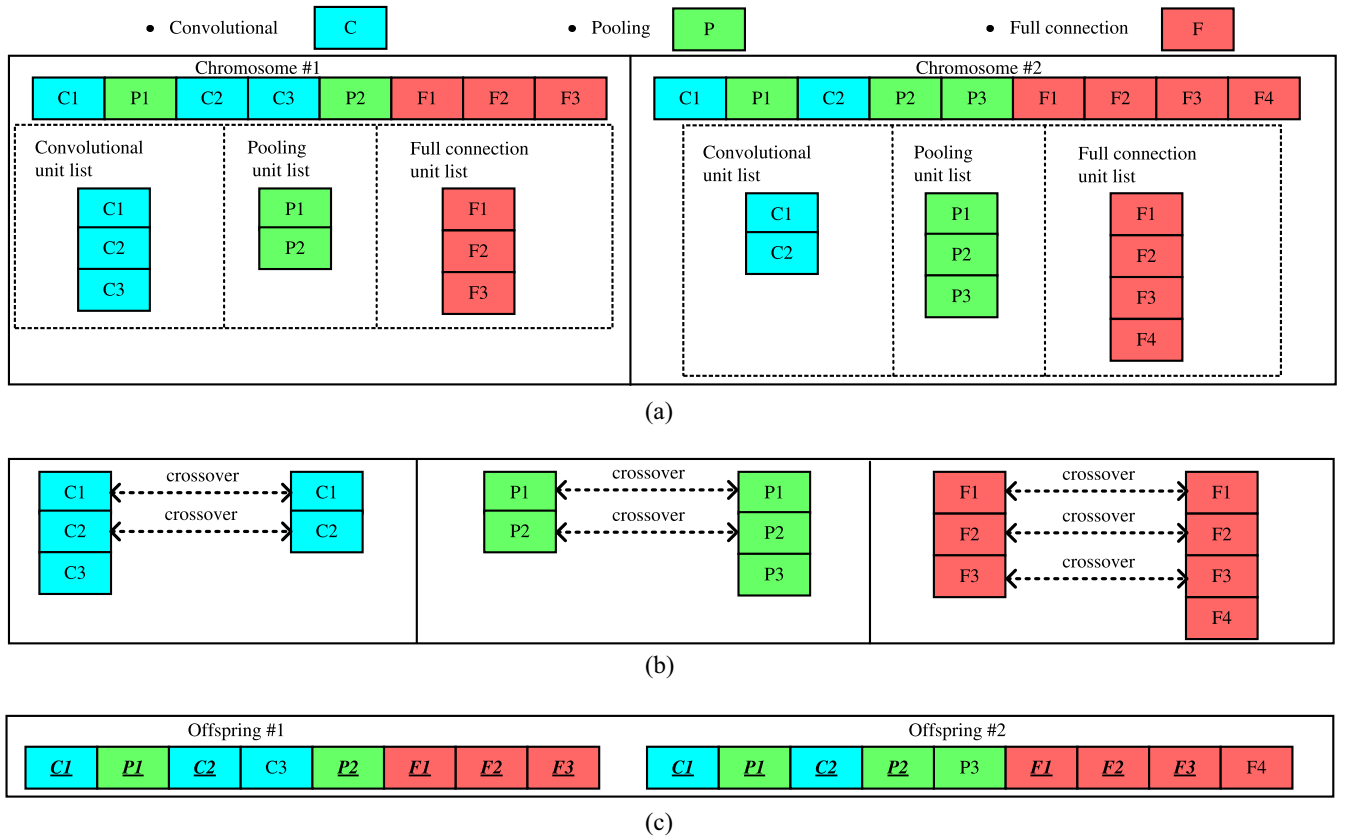 • Convolutional C • Pooling P • Full connection F
Chromosome #1
C1 P1 C2 C3 P2 F1 F2 F3
Convolutional
unit list
C1
C2
C3
Pooling
unit list
P1
P2
Full connection
unit list
F1
F2
F3
Chromosome #2
C1 P1 C2 P2 P3 F1 F2 F3 F4
Convolutional
unit list
C1
C2
Pooling
unit list
P1
P2
P3
Full connection
unit list
F1
F2
F3
F4
(a)
C1 crossover C1
C2 crossover C2
C3
P1 crossover P1
P2 crossover P2
P3
F1 crossover F1
F2 crossover F2
F3 crossover F3
F4
(b)
Offspring #1
C1 P1 C2 C3 P2 F1 F2 F3
Offspring #2
C1 P1 C2 P2 P3 F1 F2 F3 F4
(c)